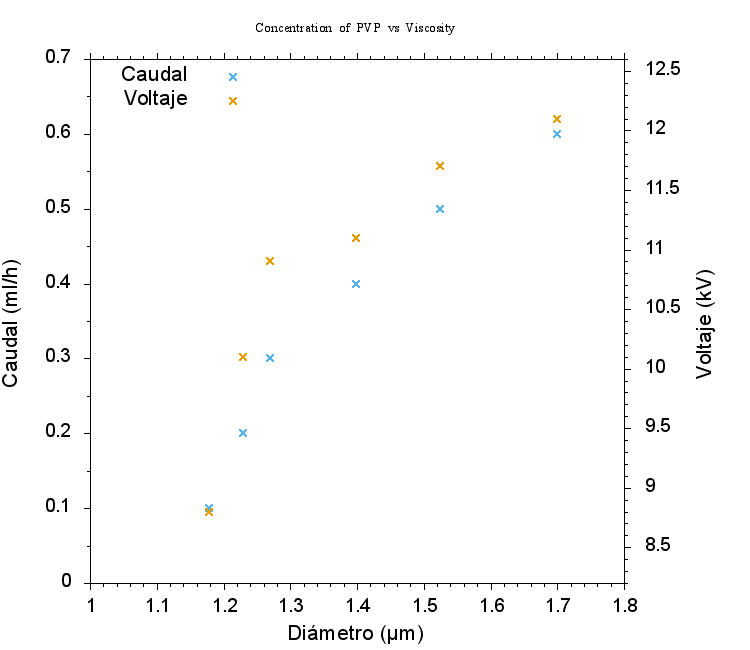 Concentration of PVP vs Viscosity
Caudal
Voltaje
0.7
0.6
0.5
0.4
0.3
0.2
0.1
0
Caudal (ml/h)
12.5
12
11.5
11
10.5
10
9.5
9
8.5
Voltaje (kV)
1 1.1 1.2 1.3 1.4 1.5 1.6 1.7 1.8
Diámetro (μm)